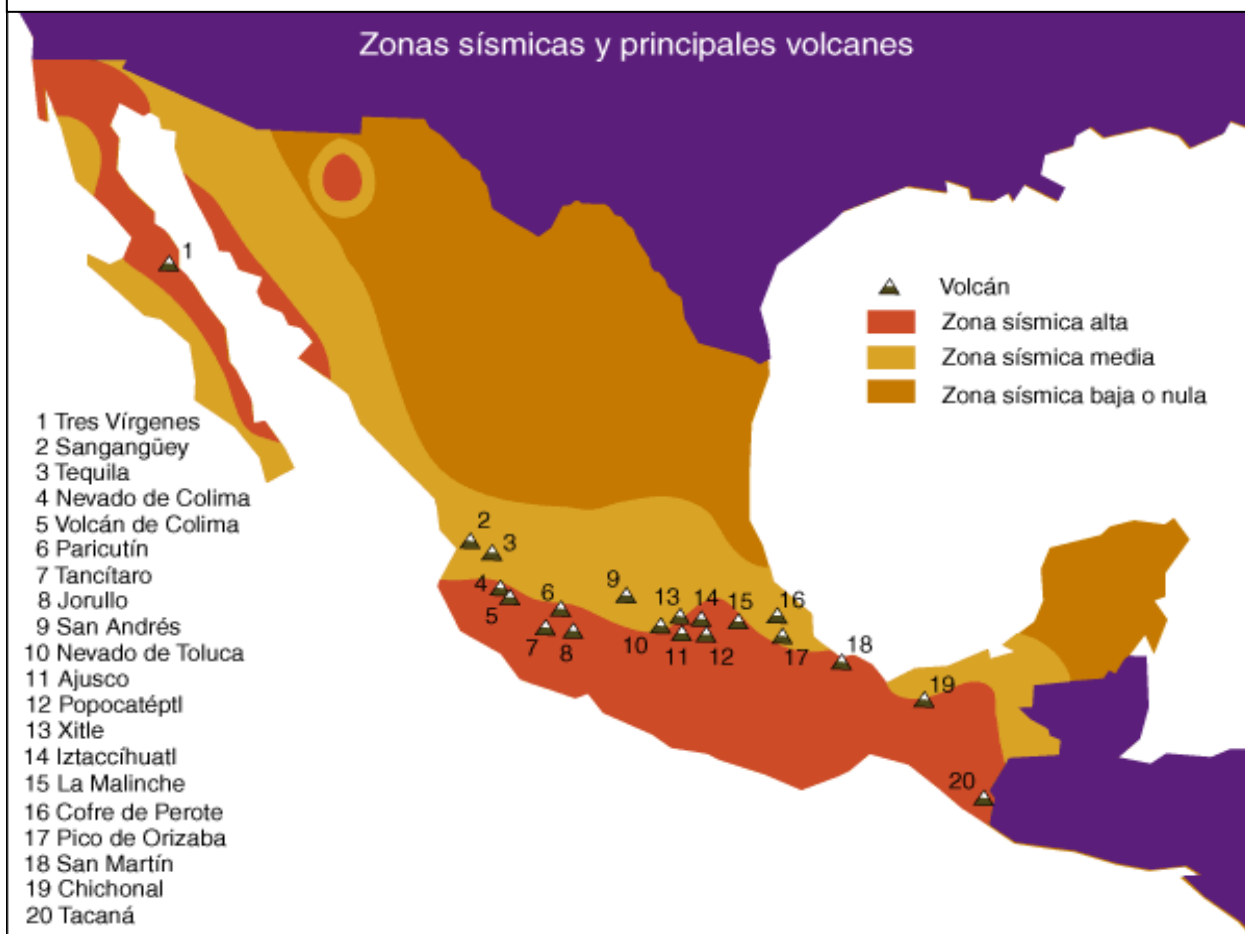 Zonas sísmicas y principales volcanes
Volcán
Zona sísmica alta
Zona sísmica media
Zona sísmica baja o nula
1 Tres Vírgenes
2 Sangangüey
3 Tequila
4 Nevado de Colima
5 Volcán de Colima
6 Paricutín
7 Tancítaro
8 Jorullo
9 San Andrés
10 Nevado de Toluca
11 Ajusco
12 Popocatéptl
13 Xitle
14 Iztaccíhuatl
15 La Malinche
16 Cofre de Perote
17 Pico de Orizaba
18 San Martín
19 Chichonal
20 Tacaná
1
2
3
4
5
6
7
8
9
10
11
12
13
14
15
16
17
18
19
20